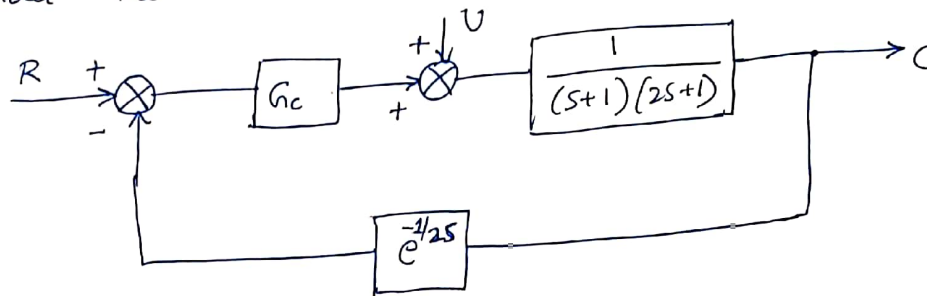 U
R + + 1 C
Gc
- + (S+1)(2S+1)
e^-1/2S